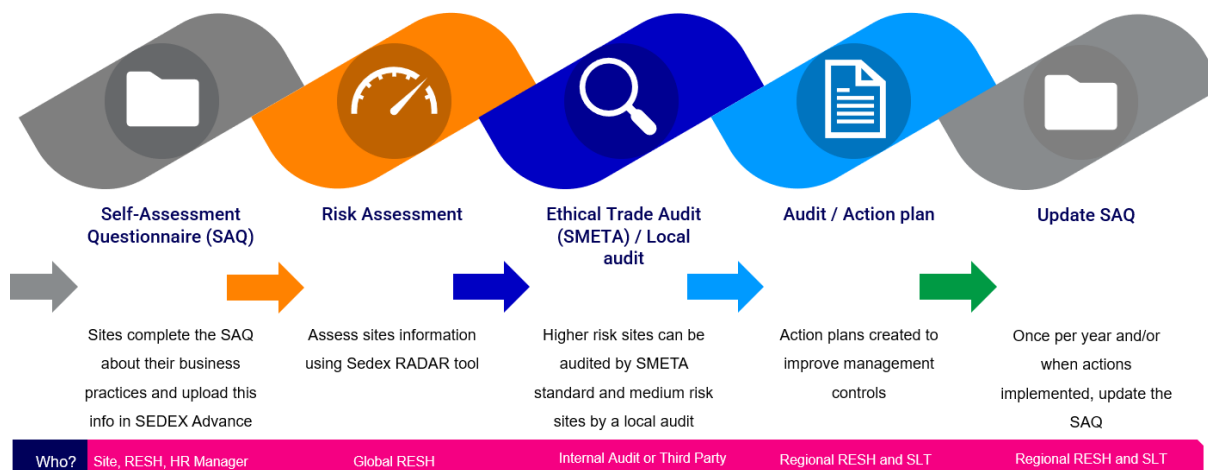 Self-Assessment
Questionnaire (SAQ)
Risk Assessment
Ethical Trade Audit
(SMETA) / Local
audit
Audit / Action plan
Update SAQ
Sites complete the SAQ
about their business
practices and upload this
info in SEDEX Advance
Assess sites information
using Sedex RADAR tool
Higher risk sites can be
audited by SMETA
standard and medium risk
sites by a local audit
Action plans created to
improve management
controls
Once per year and/or
when actions
implemented, update the
SAQ
Who?
Site, RESH, HR Manager
Global RESH
Internal Audit or Third Party
Regional RESH and SLT
Regional RESH and SLT